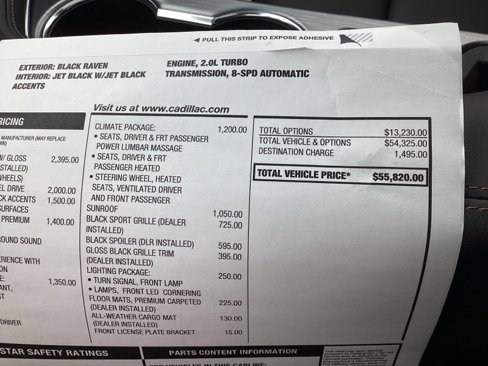 PULL THIS STRIP TO EXPOSE ADHESIVE
EXTERIOR: BLACK RAVEN
INTERIOR: JET BLACK W/JET BLACK
ACCENTS
ENGINE, 2.0L TURBO
TRANSMISSION, 8-SPD AUTOMATIC
Visit us at www.cadillac.com
RICING
MANUFACTURER (MAY REPLACE
W/ GLOSS 2,395.00
STALLED)
WHEELS)
EL DRIVE 2,000.00
CK ACCENTS 1,500.00
SURFACES
PREMIUM 1,400.00
ROUND SOUND
ERIENCE WITH
1,350.00
DRIVER
CLIMATE PACKAGE: 1,200.00
• SEATS, DRIVER & FRT PASSENGER
POWER LUMBAR MASSAGE
• SEATS, DRIVER & FRT
PASSENGER HEATED
• STEERING WHEEL, HEATED
SEATS, VENTILATED DRIVER
AND FRONT PASSENGER
SUNROOF 1,050.00
BLACK SPORT GRILLE (DEALER 725.00
INSTALLED)
BLACK SPOILER (DLR INSTALLED) 595.00
GLOSS BLACK GRILLE TRIM 395.00
(DEALER INSTALLED)
LIGHTING PACKAGE: 250.00
• TURN SIGNAL, FRONT LAMP
• LAMPS, FRONT LED CORNERING
FLOOR MATS, PREMIUM CARPETED 225.00
(DEALER INSTALLED)
ALL-WEATHER CARGO MAT 130.00
(DEALER INSTALLED)
FRONT LICENSE PLATE BRACKET 15.00
TOTAL OPTIONS $13,230.00
TOTAL VEHICLE & OPTIONS $54,325.00
DESTINATION CHARGE 1,495.00
TOTAL VEHICLE PRICE* $55,820.00
STAR SAFETY RATINGS
PARTS CONTENT INFORMATION
FOR VEHICLES IN THIS CARLINE: